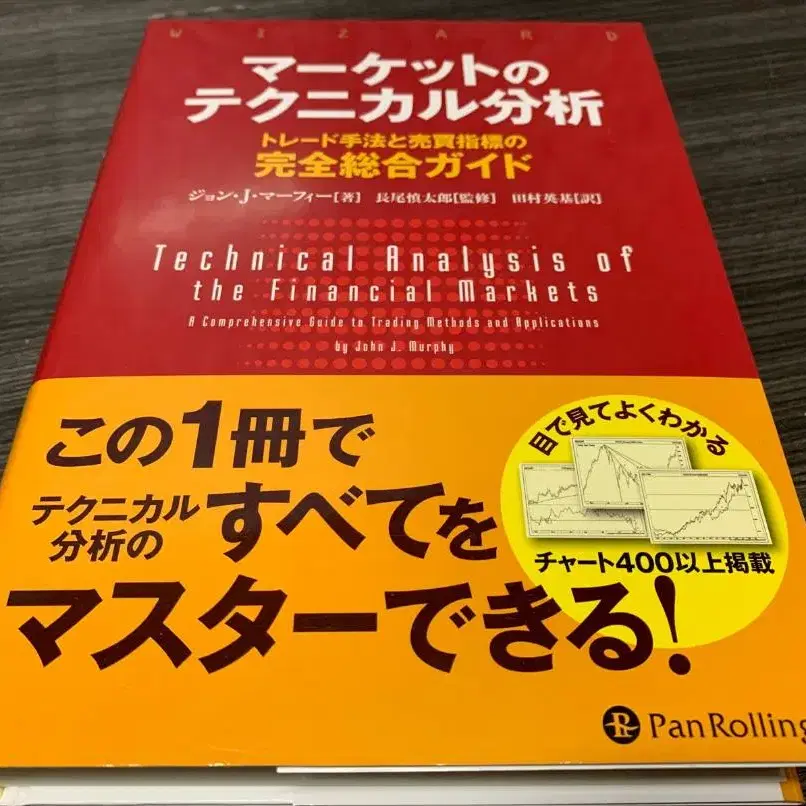 WIZARD
マーケットの
テクニカル分析
トレード手法と売買指標の
完全総合ガイド
ジョン・J・マーフィー[著] 長尾慎太郎[監修] 田村英基[訳]
Technical Analysis of
the Financial Markets
A Comprehensive Guide to Trading Methods and Applications
by John J. Murphy
この1冊で
テクニカル
分析の
すべてを
マスターできる!
目で見てよくわかる
チャート400以上掲載
PanRolling